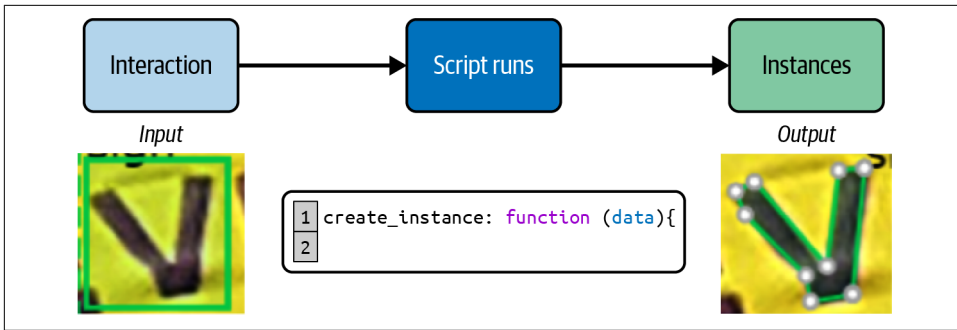 Interaction
Script runs
Instances
Input
Output
1 create_instance: function (data){
2
V
V